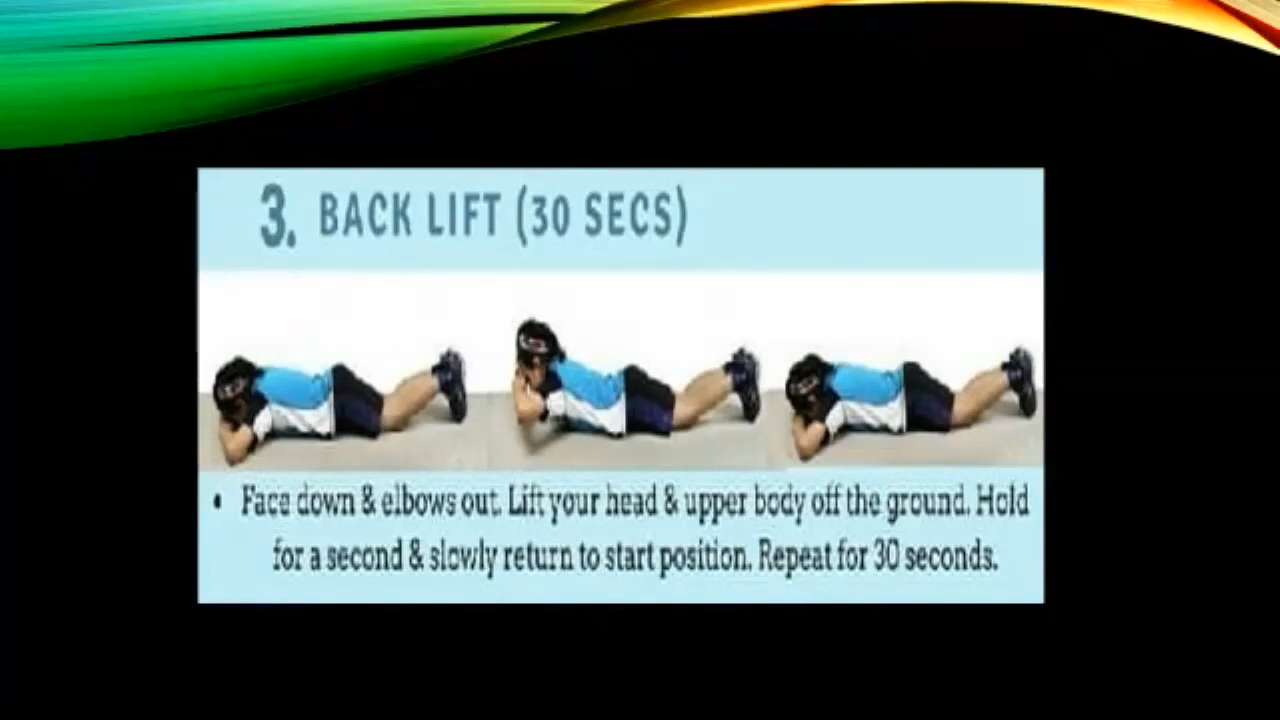 3. BACK LIFT (30 SECS)
• Face down & elbows out. Lift your head & upper body off the ground. Hold
for a second & slowly return to start position. Repeat for 30 seconds.